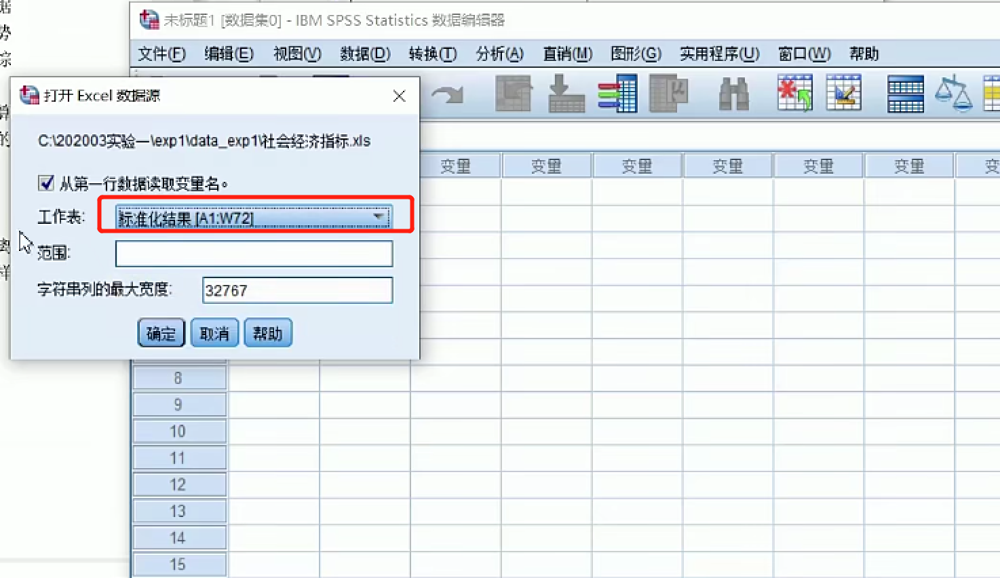 未标题1 [数据集0] - IBM SPSS Statistics 数据编辑器
文件(F) 编辑(E) 视图(V) 数据(D) 转换(T) 分析(A) 直销(M) 图形(G) 实用程序(U) 窗口(W) 帮助
打开 Excel 数据源
C:\202003实验一\exp1\data_exp1\社会经济指标.xls
从第一行数据读取变量名。
工作表: 标准化结果 [A1:W72]
范围:
字符串列的最大宽度: 32767
确定 取消 帮助
变量 变量 变量 变量 变量 变量 变
8
9
10
11
12
13
14
15
势
的
样